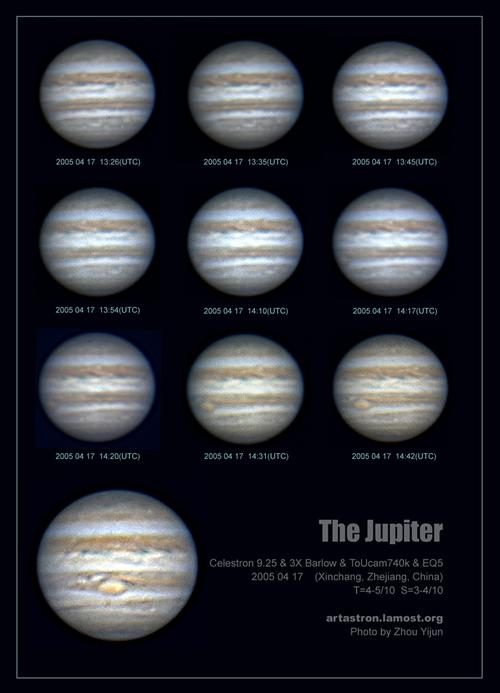 2005 04 17 13:26(UTC)
2005 04 17 13:35(UTC)
2005 04 17 13:45(UTC)
2005 04 17 13:54(UTC)
2005 04 17 14:10(UTC)
2005 04 17 14:17(UTC)
2005 04 17 14:20(UTC)
2005 04 17 14:31(UTC)
2005 04 17 14:42(UTC)
The Jupiter
Celestron 9.25 & 3X Barlow & ToUcam740k & EQ5
2005 04 17 (Xinchang, Zhejiang, China)
T=4-5/10 S=3-4/10
artastron.lamost.org
Photo by Zhou Yijun